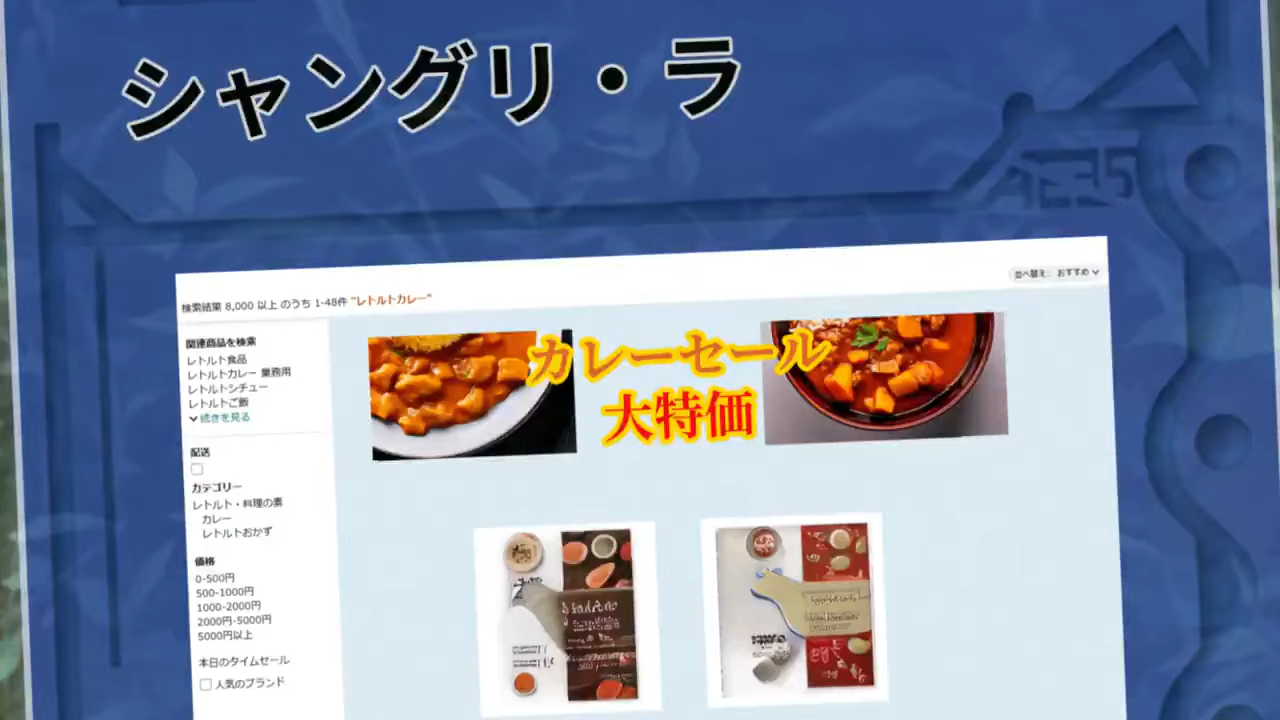 シャングリ・ラ
検索結果 8,000 以上 のうち 1-48件 "レトルトカレー"
並べ替え: おすすめ
カレーセール
大特価
関連商品を検索
レトルト食品
レトルトカレー 業務用
レトルトシチュー
レトルトご飯
続きを見る
配送
カテゴリー
レトルト・料理の素
カレー
レトルトおかず
価格
0-500円
500-1000円
1000-2000円
2000円-5000円
5000円以上
本日のタイムセール
人気のブランド